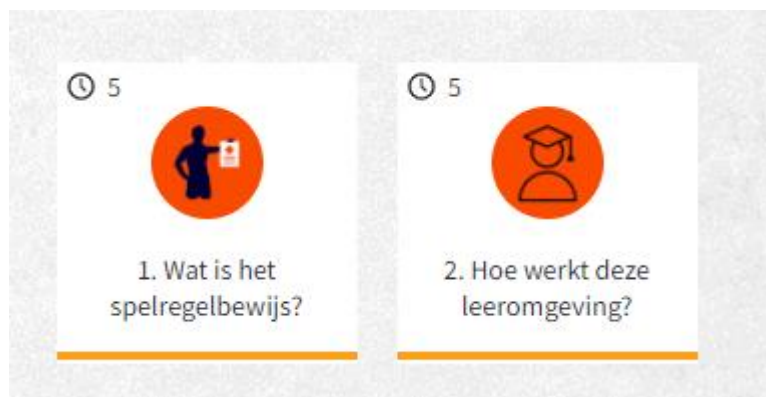 5
1. Wat is het
spelregelbewijs?
5
2. Hoe werkt deze
leeromgeving?